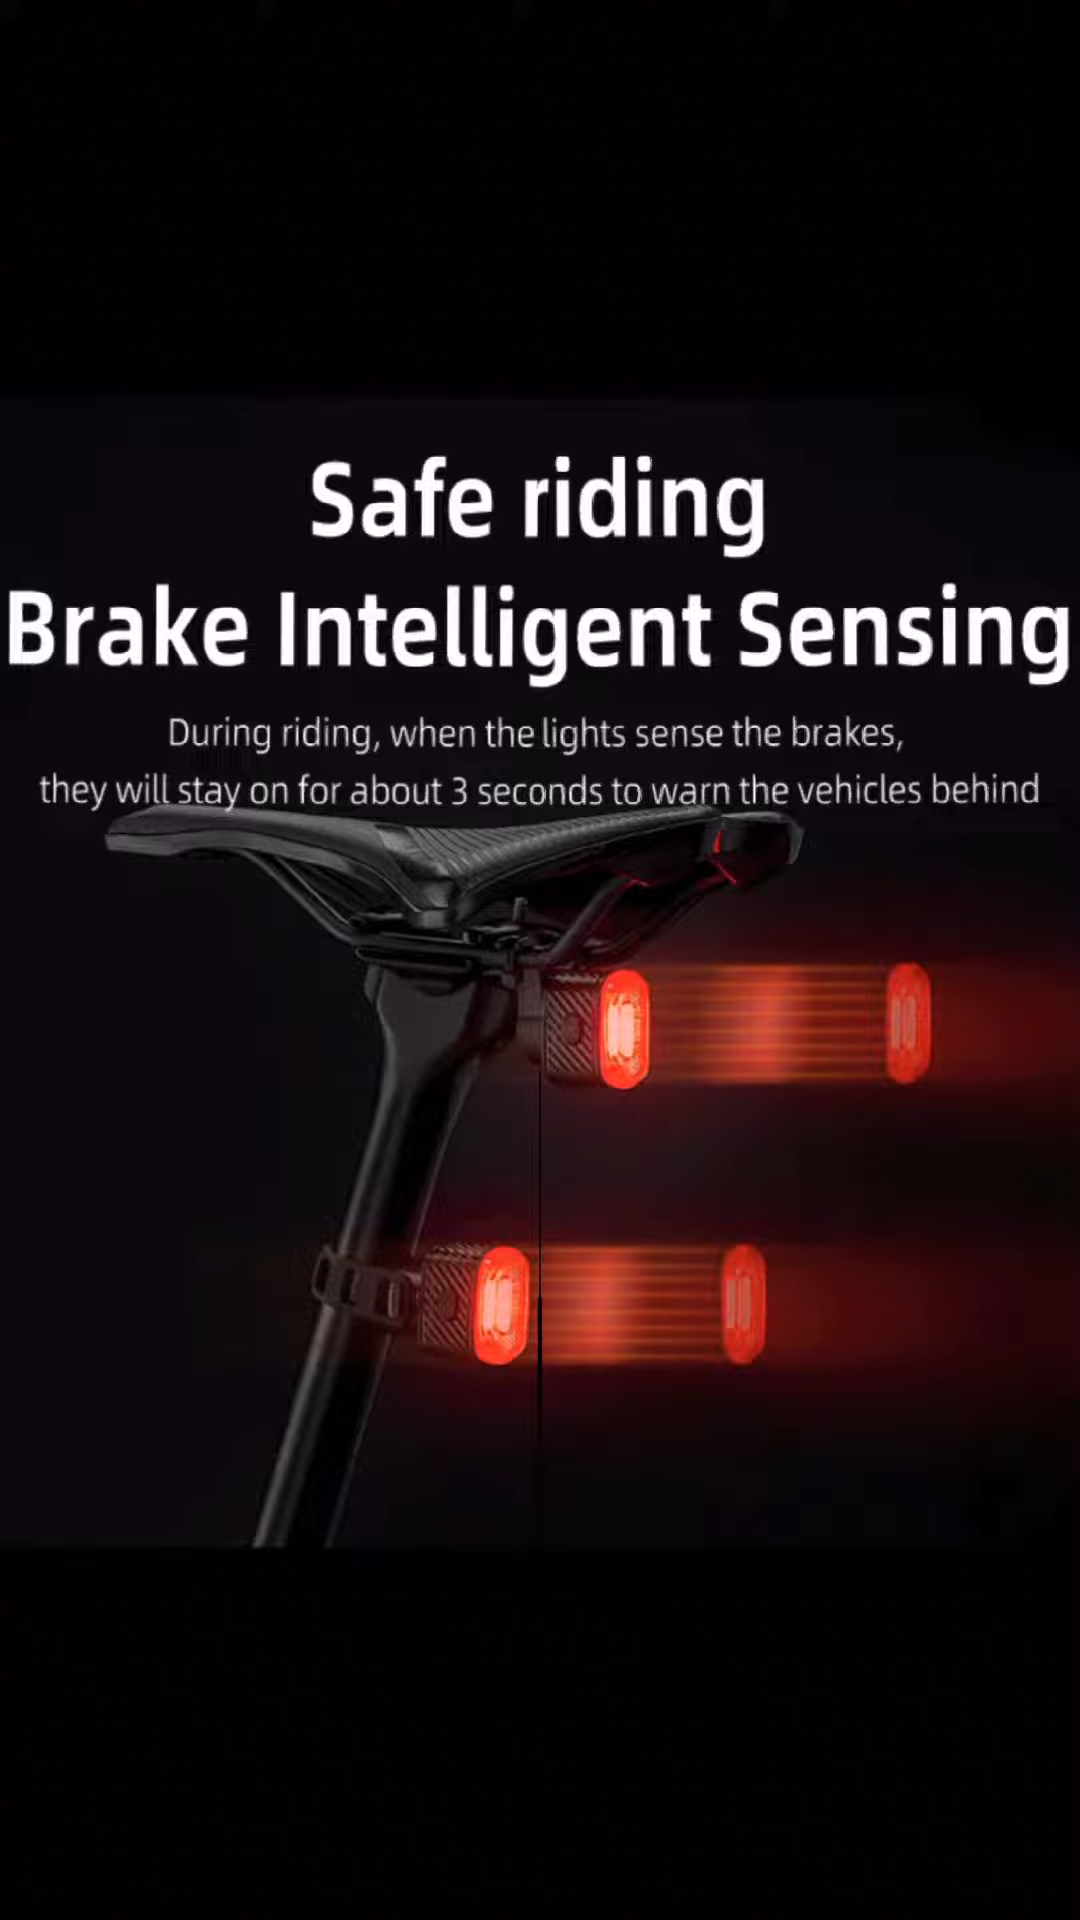 Safe riding
Brake Intelligent Sensing
During riding, when the lights sense the brakes,
they will stay on for about 3 seconds to warn the vehicles behind